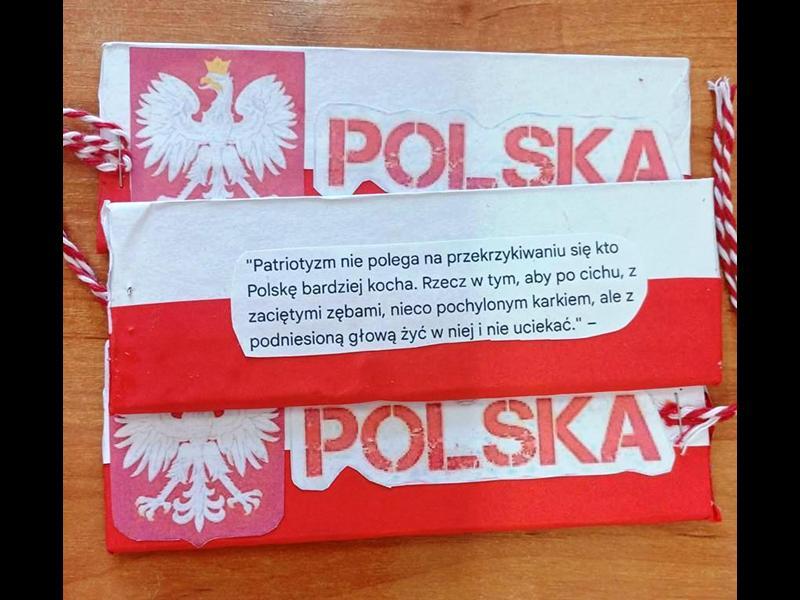 POLSKA
"Patriotyzm nie polega na przekrzykiwaniu się kto
Polskę bardziej kocha. Rzecz w tym, aby po cichu, z
zaciętymi zębami, nieco pochylonym karkiem, ale z
podniesioną głową żyć w niej i nie uciekać." –
POLSKA